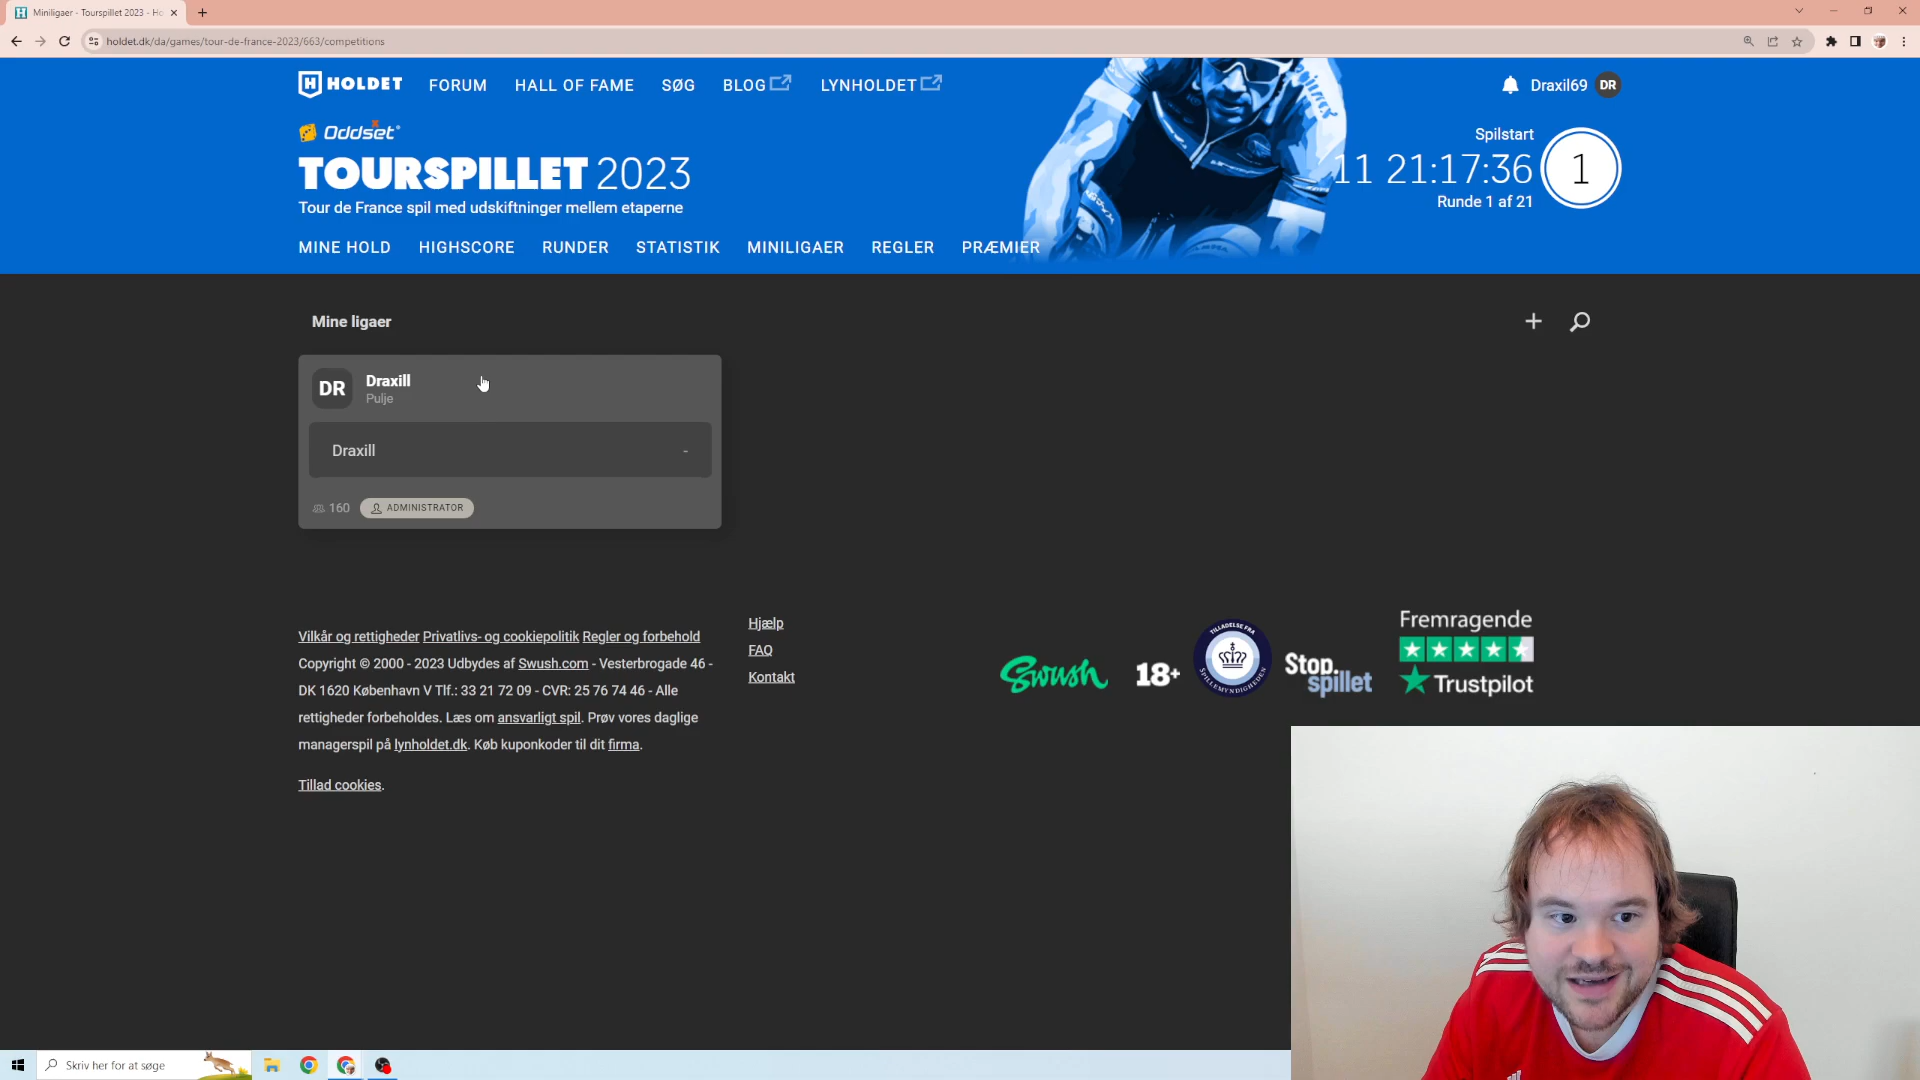 Miniligaer - Tourspillet 2023 - Ho
holdet.dk/da/games/tour-de-france-2023/663/competitions
HOLDET
FORUM
HALL OF FAME
SØG
BLOG
LYNHOLDET
Draxil69
DR
Oddset
TOURSPILLET 2023
Tour de France spil med udskiftninger mellem etaperne
Spilstart
11 21:17:36
1
Runde 1 af 21
MINE HOLD
HIGHSCORE
RUNDER
STATISTIK
MINILIGAER
REGLER
PRÆMIER
Mine ligaer
DR
Draxill
Pulje
Draxill
-
160
ADMINISTRATOR
Vilkår og rettigheder Privatlivs- og cookiepolitik Regler og forbehold
Copyright © 2000 - 2023 Udbydes af Swush.com - Vesterbrogade 46 -
DK 1620 København V Tlf.: 33 21 72 09 - CVR: 25 76 74 46 - Alle
rettigheder forbeholdes. Læs om ansvarligt spil. Prøv vores daglige
managerspil på lynholdet.dk. Køb kuponkoder til dit firma.
Tillad cookies.
Hjælp
FAQ
Kontakt
Swush
18+
TILLADELSE FRA
SPILLEMYNDIGHEDEN
Stop.
spillet
Fremragende
Trustpilot
Skriv her for at søge